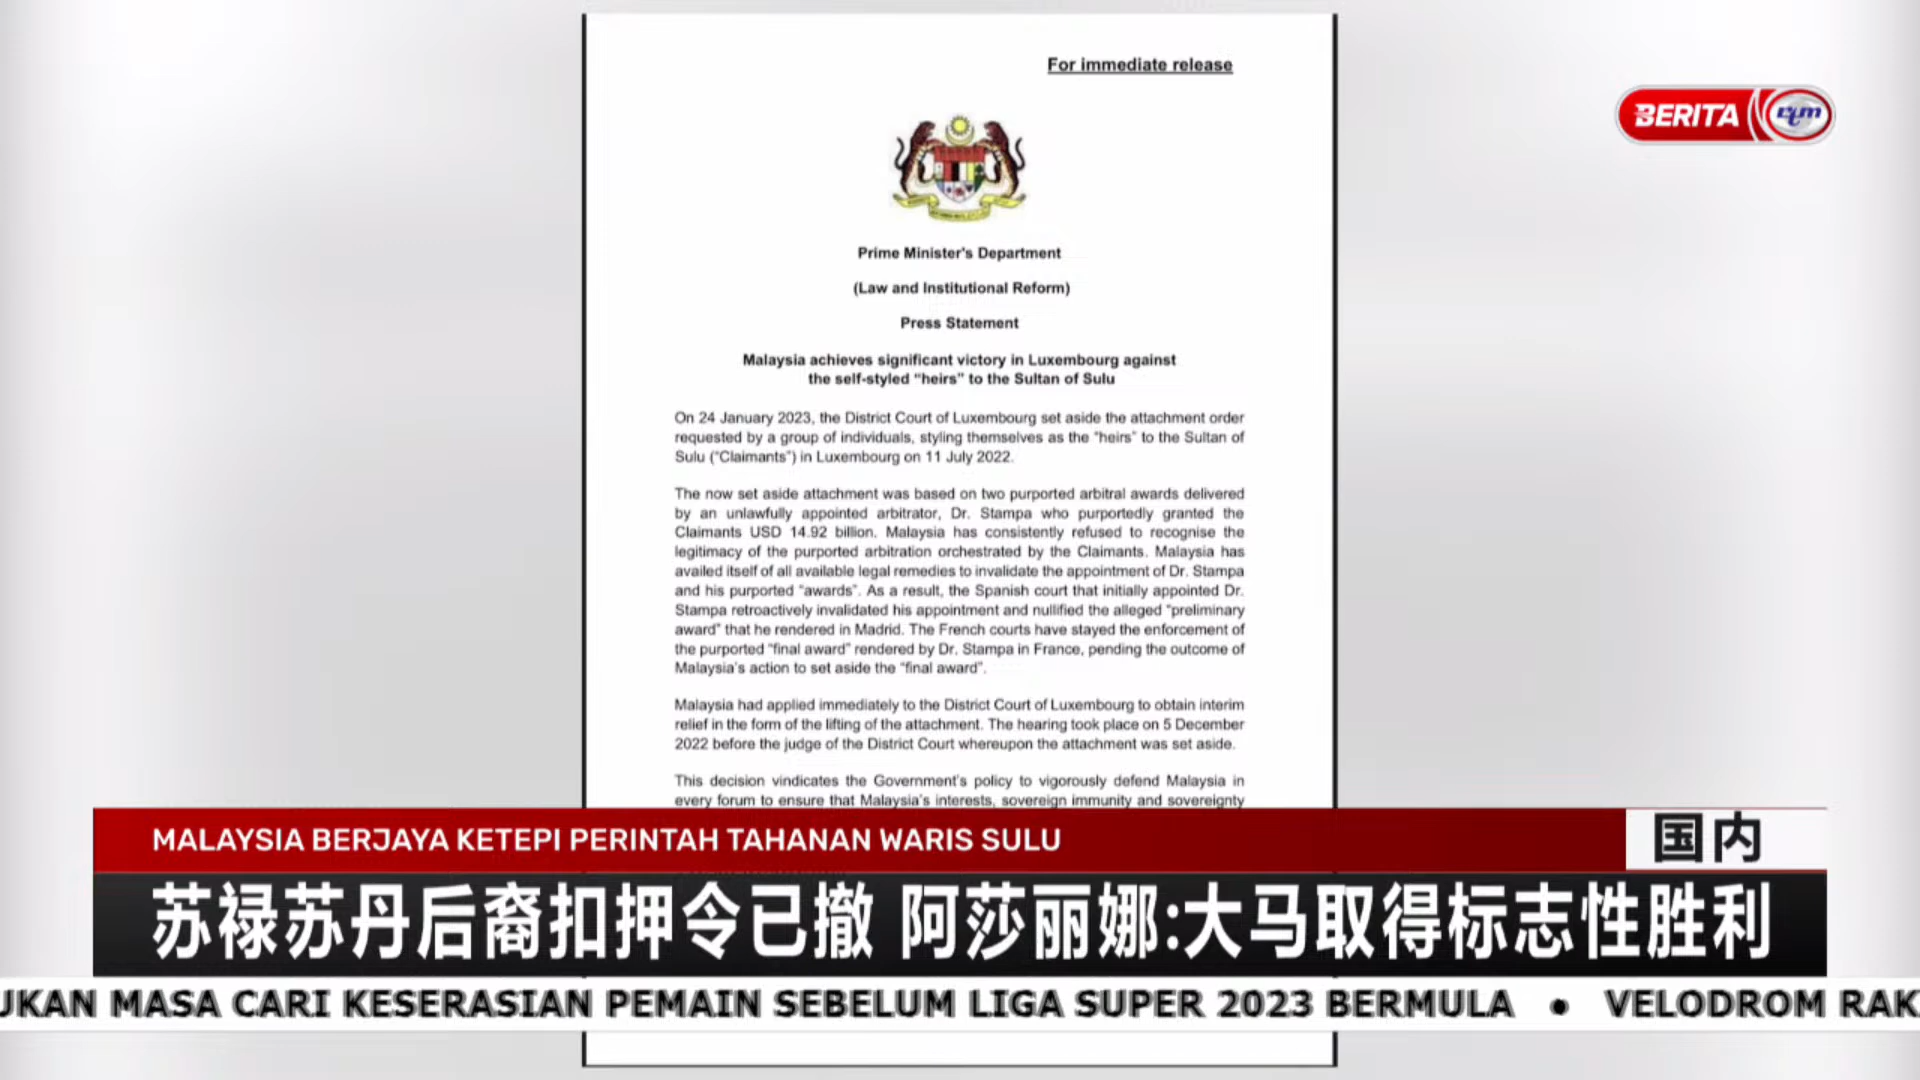 For immediate release
BERITA rtm
Prime Minister's Department
(Law and Institutional Reform)
Press Statement
Malaysia achieves significant victory in Luxembourg against
the self-styled “heirs” to the Sultan of Sulu
On 24 January 2023, the District Court of Luxembourg set aside the attachment order
requested by a group of individuals, styling themselves as the “heirs” to the Sultan of
Sulu (“Claimants”) in Luxembourg on 11 July 2022.
The now set aside attachment was based on two purported arbitral awards delivered
by an unlawfully appointed arbitrator, Dr. Stampa who purportedly granted the
Claimants USD 14.92 billion. Malaysia has consistently refused to recognise the
legitimacy of the purported arbitration orchestrated by the Claimants. Malaysia has
availed itself of all available legal remedies to invalidate the appointment of Dr. Stampa
and his purported “awards”. As a result, the Spanish court that initially appointed Dr.
Stampa retroactively invalidated his appointment and nullified the alleged “preliminary
award” that he rendered in Madrid. The French courts have stayed the enforcement of
the purported “final award” rendered by Dr. Stampa in France, pending the outcome of
Malaysia's action to set aside the “final award”.
Malaysia had applied immediately to the District Court of Luxembourg to obtain interim
relief in the form of the lifting of the attachment. The hearing took place on 5 December
2022 before the judge of the District Court whereupon the attachment was set aside.
This decision vindicates the Government's policy to vigorously defend Malaysia in
every forum to ensure that Malaysia's interests, sovereign immunity and sovereignty
MALAYSIA BERJAYA KETEPI PERINTAH TAHANAN WARIS SULU
国内
苏禄苏丹后裔扣押令已撤 阿莎丽娜:大马取得标志性胜利
UKAN MASA CARI KESERASIAN PEMAIN SEBELUM LIGA SUPER 2023 BERMULA • VELODROM RAK